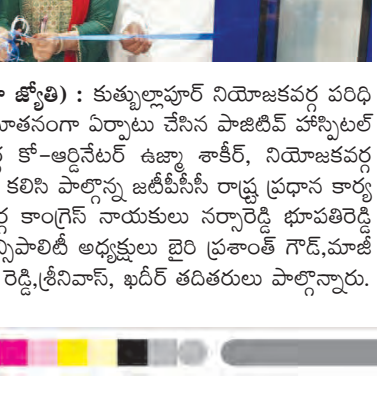 జ్యోతి) : కుత్బుల్లాపూర్ నియోజకవర్గ పరిధి
ఏర్పాటు చేసిన పాజిటివ్ హాస్పిటల్
కో-ఆర్డినేటర్ ఉజ్మా శాకీర్, నియోజకవర్గ
కలిసి పాల్గొన్న జటీపీసీసీ రాష్ట్ర ప్రధాన కార్య
కాంగ్రెస్ నాయకులు నర్సారెడ్డి భూపతిరెడ్డి
అధ్యక్షులు బైరి ప్రశాంత్ గౌడ్,మాజీ
రెడ్డి,శ్రీనివాస్, ఖదీర్ తదితరులు పాల్గొన్నారు.